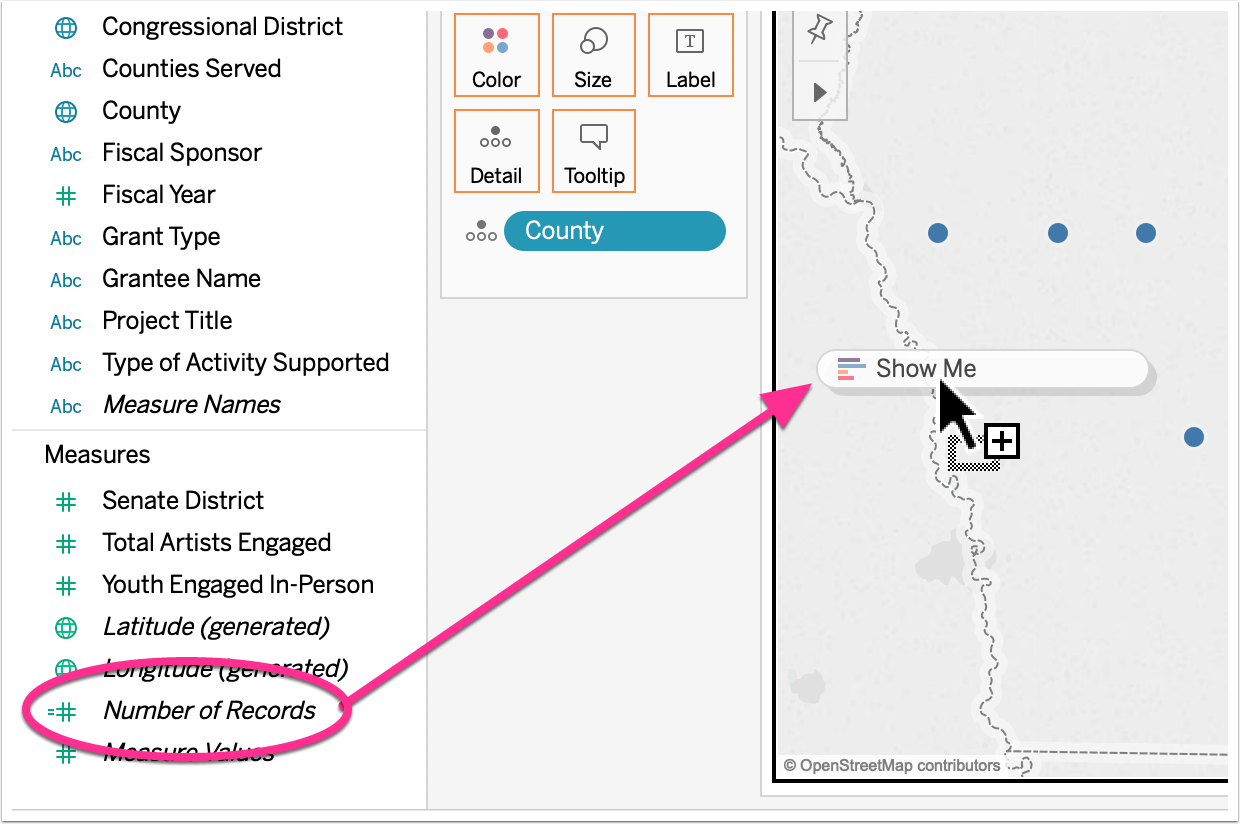 Congressional District
Abc Counties Served
County
Abc Fiscal Sponsor
Fiscal Year
Abc Grant Type
Abc Grantee Name
Abc Project Title
Abc Type of Activity Supported
Abc Measure Names
Measures
Senate District
Total Artists Engaged
Youth Engaged In-Person
Latitude (generated)
Longitude (generated)
Number of Records
Measure Values
Color
Size
T
Label
Detail
Tooltip
County
Show Me
© OpenStreetMap contributors